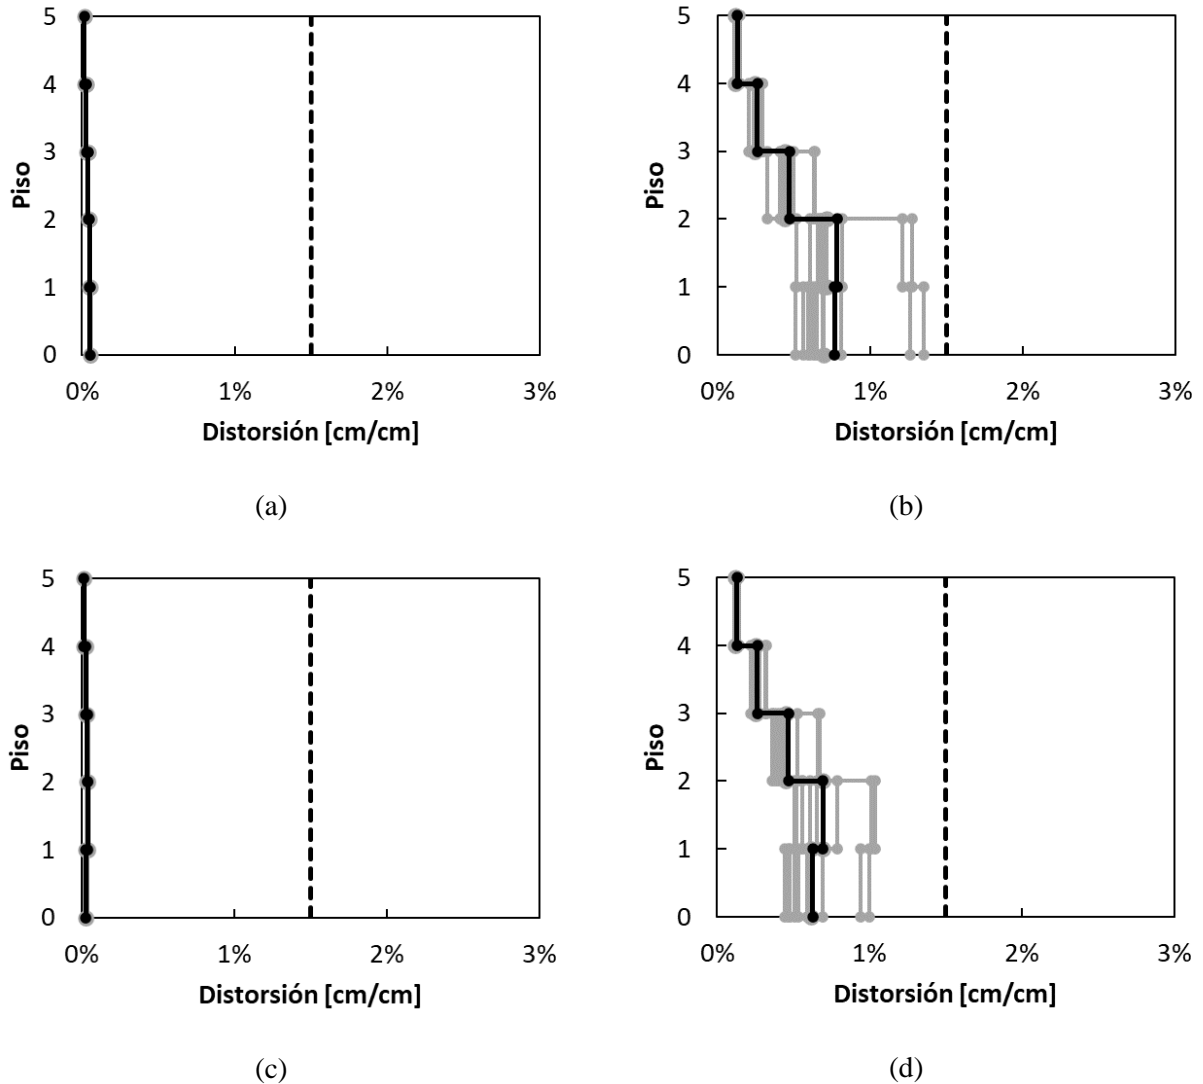 5
4
3
2
1
0
Piso
0% 1% 2% 3%
Distorsión [cm/cm]
(a)
5
4
3
2
1
0
Piso
0% 1% 2% 3%
Distorsión [cm/cm]
(b)
5
4
3
2
1
0
Piso
0% 1% 2% 3%
Distorsión [cm/cm]
(c)
5
4
3
2
1
0
Piso
0% 1% 2% 3%
Distorsión [cm/cm]
(d)